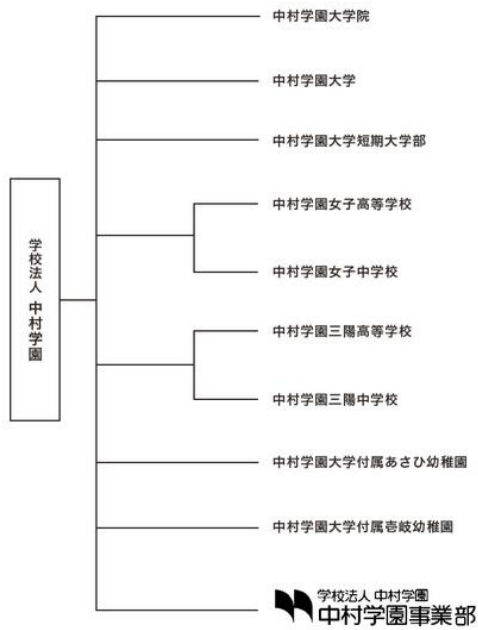 中村学園大学院
中村学園大学
中村学園大学短期大学部
中村学園女子高等学校
学校法人 中村学園
中村学園女子中学校
中村学園三陽高等学校
中村学園三陽中学校
中村学園大学付属あさひ幼稚園
中村学園大学付属壱岐幼稚園
学校法人 中村学園
中村学園事業部